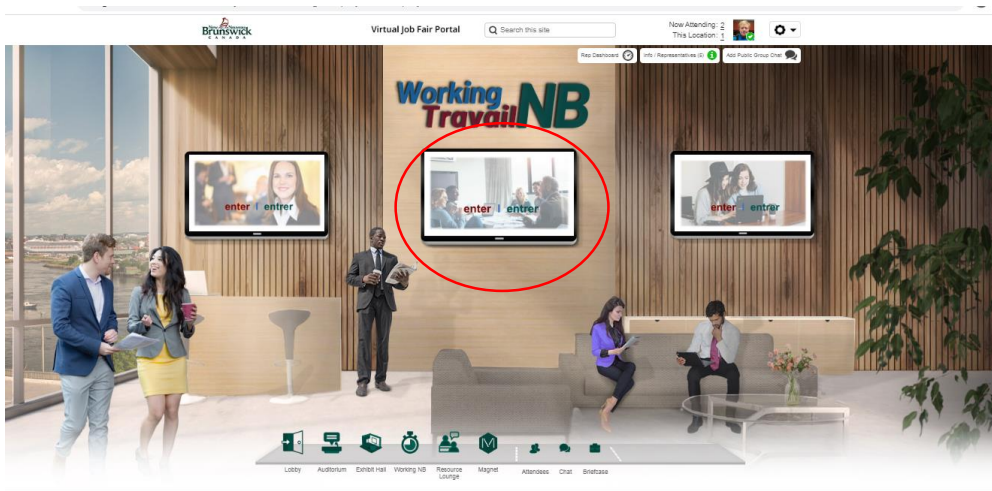 Brunswick
CANADA
Virtual Job Fair Portal
Search this site
Now Attending: 2
This Location: 1
Rep Dashboard
Info / Representatives (0)
Add Public Group Chat
Working
Travail NB
enter | entrer
enter | entrer
enter | entrer
Lobby
Auditorium
Exhibit Hall
Working NB
Resource
Lounge
Magnet
Attendees
Chat
Briefcase